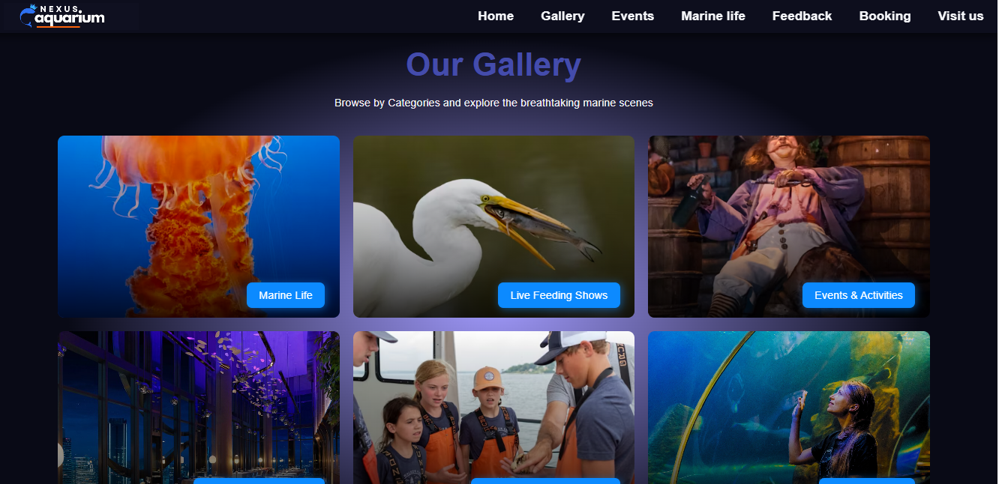 NEXUS.
aquarium
Home Gallery Events Marine life Feedback Booking Visit us
Our Gallery
Browse by Categories and explore the breathtaking marine scenes
Marine Life
Live Feeding Shows
Events & Activities